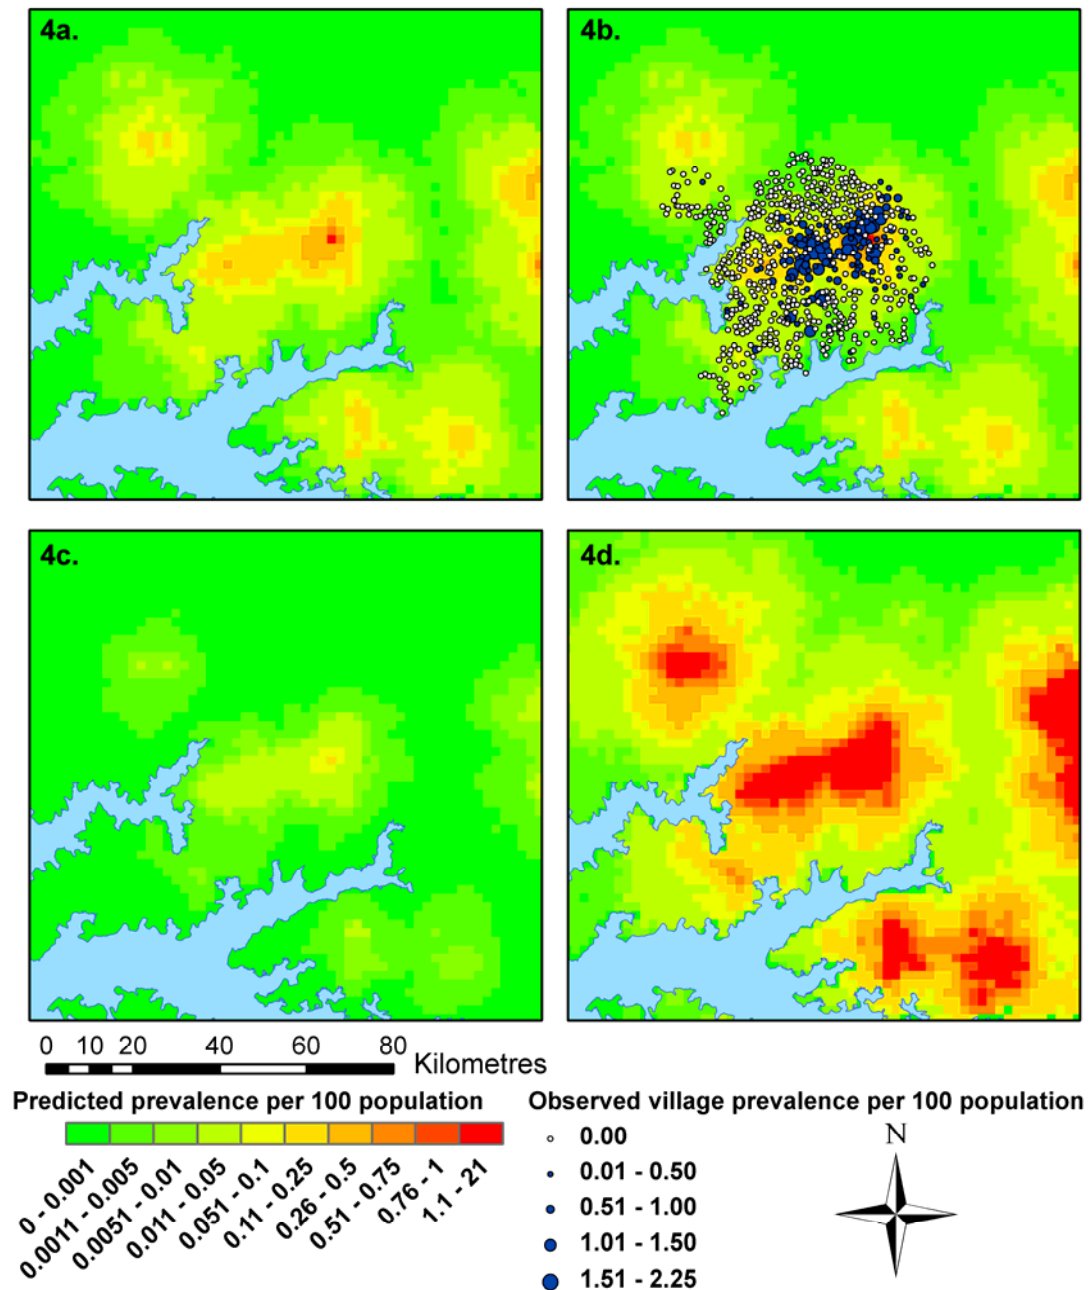 4a.
4b.
4c.
4d.
0 10 20 40 60 80 Kilometres
Predicted prevalence per 100 population
0 - 0.001
0.0011 - 0.005
0.0051 - 0.01
0.011 - 0.05
0.051 - 0.1
0.11 - 0.25
0.26 - 0.5
0.51 - 0.75
0.76 - 1
1.1 - 21
Observed village prevalence per 100 population
0.00
0.01 - 0.50
0.51 - 1.00
1.01 - 1.50
1.51 - 2.25
N